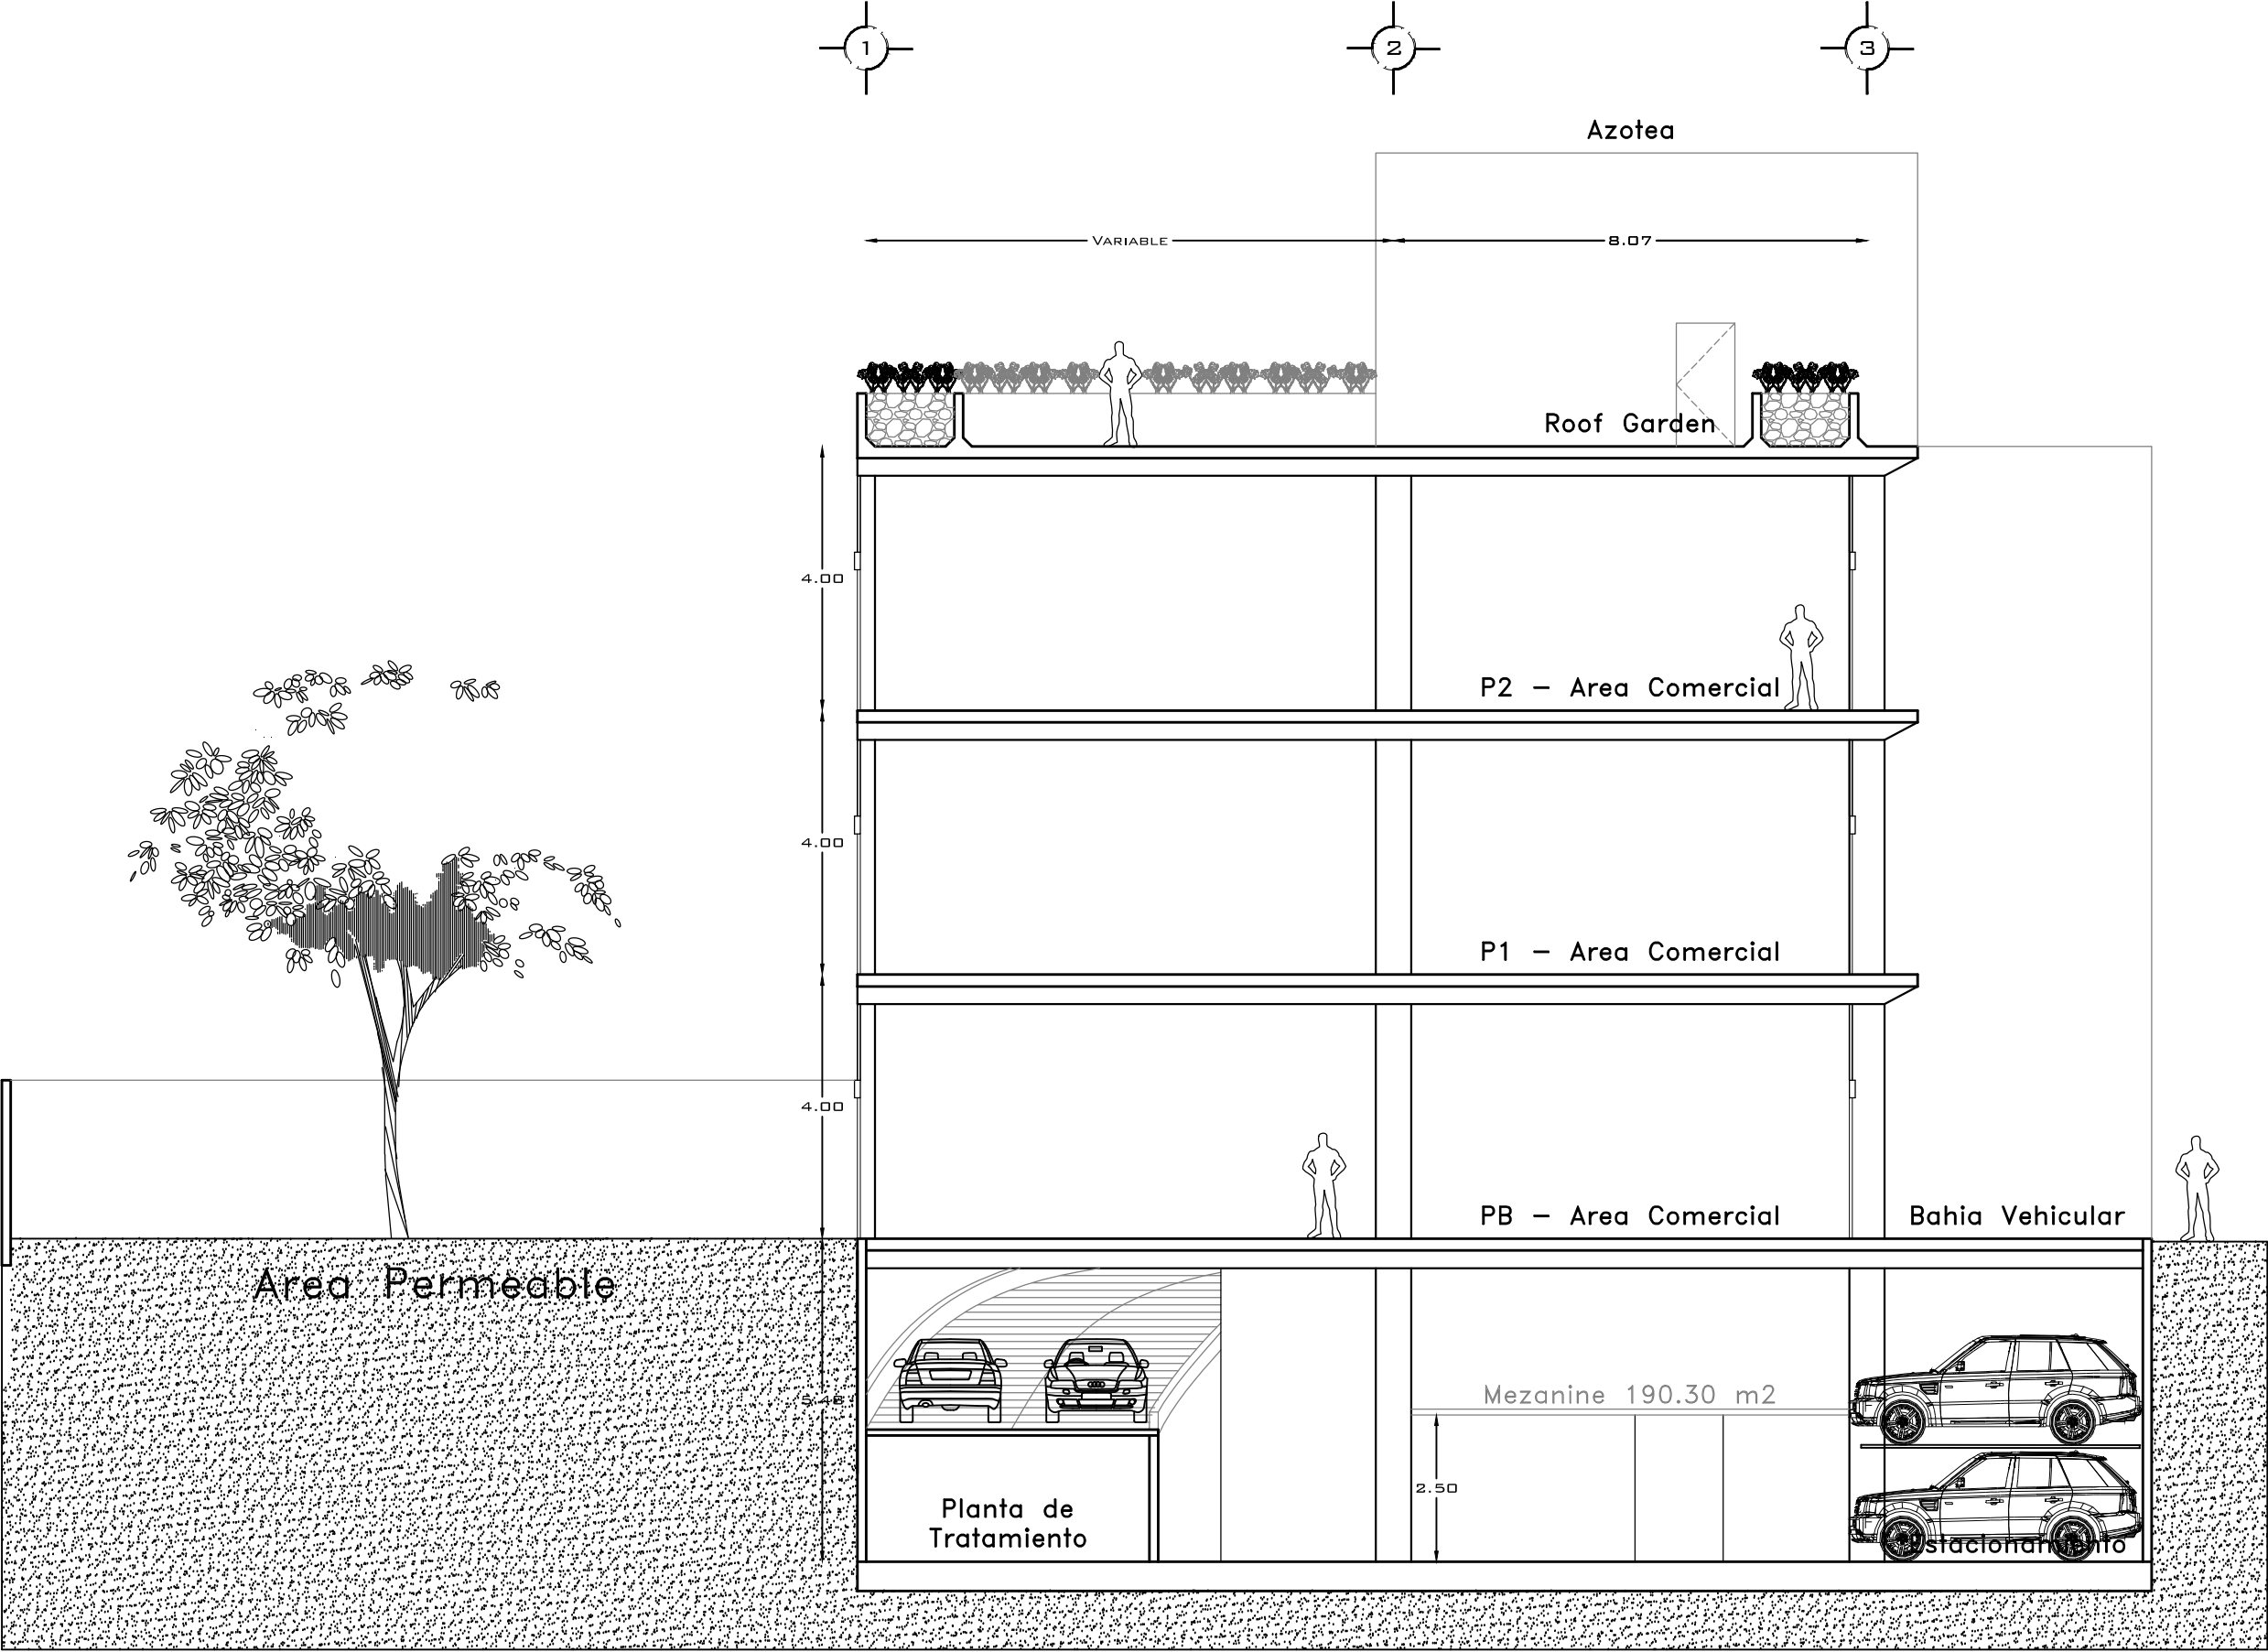 1
2
3
Azotea
VARIABLE
8.07
Roof Garden
4.00
P2 - Area Comercial
4.00
P1 - Area Comercial
4.00
PB - Area Comercial
Bahia Vehicular
Area Permeable
5.48
Mezanine 190.30 m2
2.50
Planta de
Tratamiento
Estacionamiento